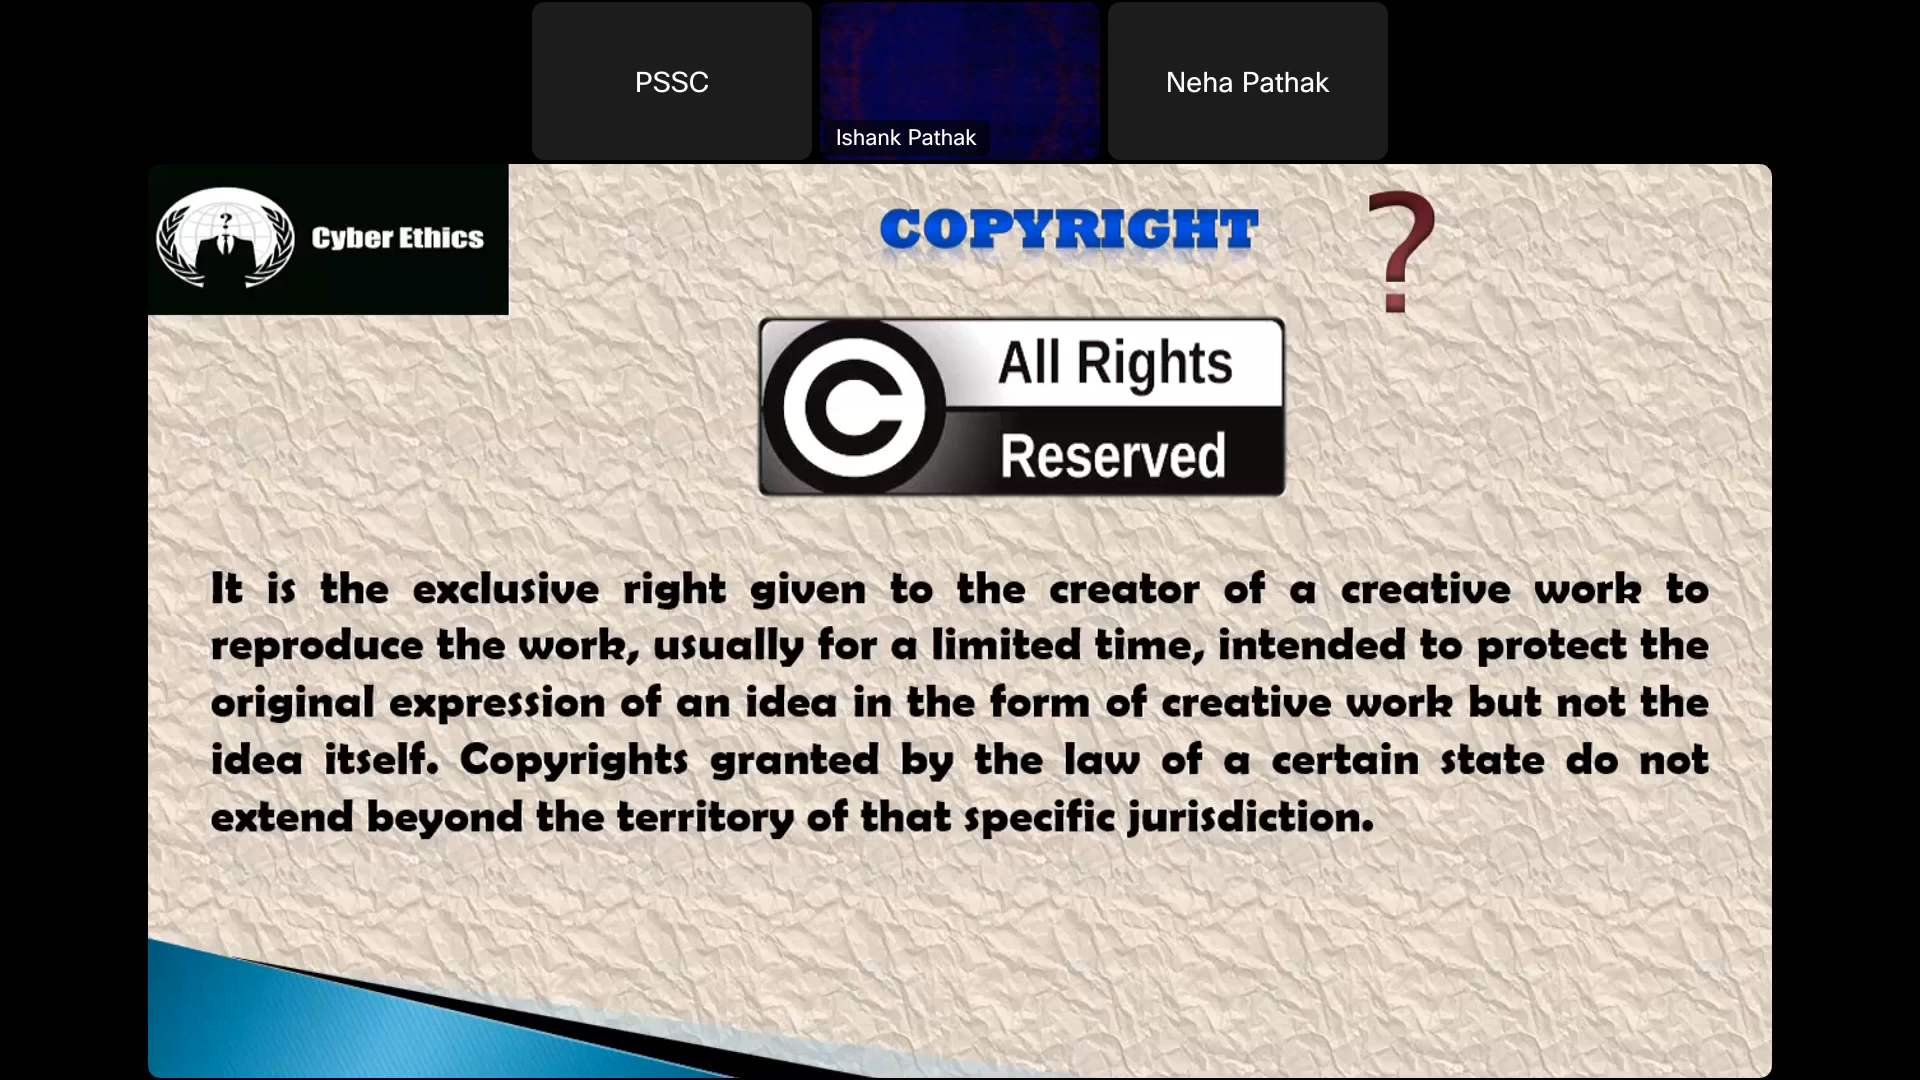 PSSC
Ishank Pathak
Neha Pathak
Cyber Ethics
COPYRIGHT ?
All Rights
Reserved
It is the exclusive right given to the creator of a creative work to
reproduce the work, usually for a limited time, intended to protect the
original expression of an idea in the form of creative work but not the
idea itself. Copyrights granted by the law of a certain state do not
extend beyond the territory of that specific jurisdiction.